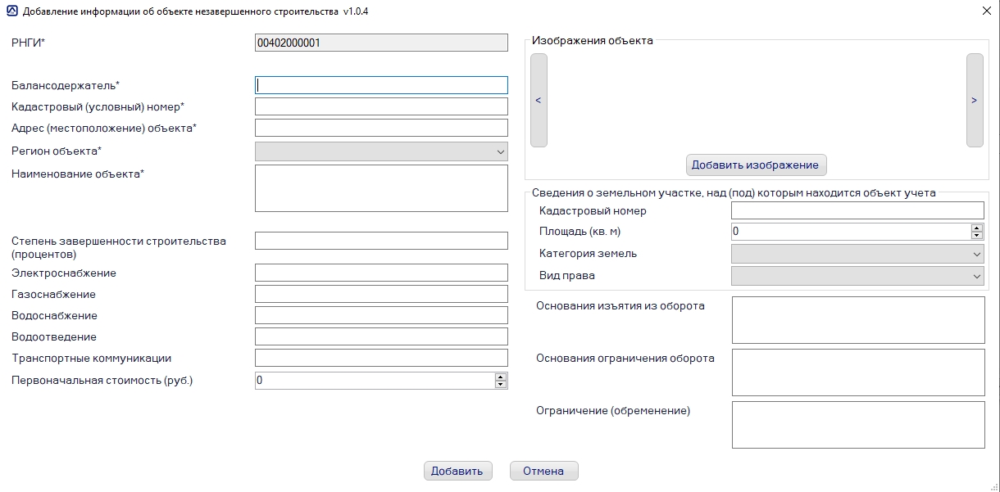 Добавление информации об объекте незавершенного строительства v1.0.4
РНГИ*
00402000001
Балансодержатель*
Кадастровый (условный) номер*
Адрес (местоположение) объекта*
Регион объекта*
Наименование объекта*
Степень завершенности строительства
(процентов)
Электроснабжение
Газоснабжение
Водоснабжение
Водоотведение
Транспортные коммуникации
Первоначальная стоимость (руб.)
0
Изображения объекта
<
>
Добавить изображение
Сведения о земельном участке, над (под) которым находится объект учета
Кадастровый номер
Площадь (кв. м)
0
Категория земель
Вид права
Основания изъятия из оборота
Основания ограничения оборота
Ограничение (обременение)
Добавить
Отмена